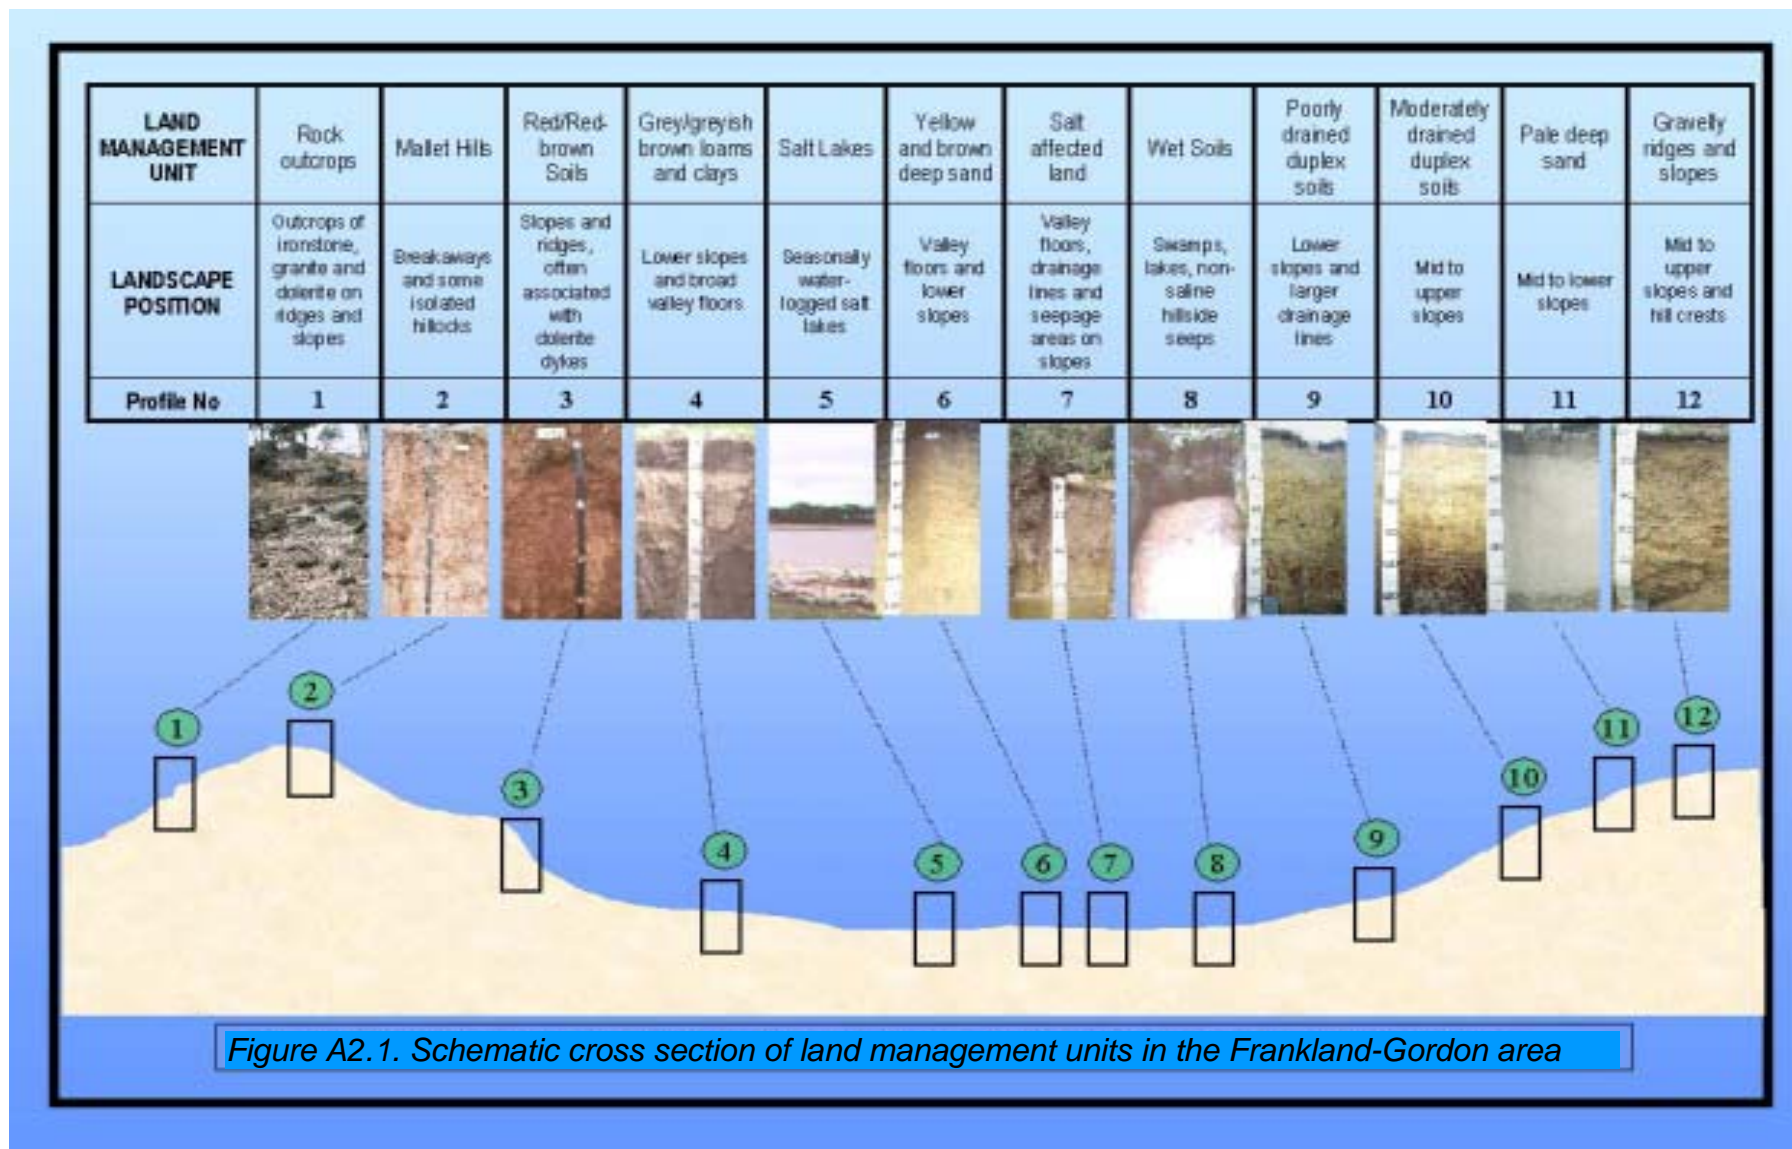 LAND
MANAGEMENT
UNIT
Rock
outcrops
Mallet Hills
Red/Red-
brown
Soils
Grey/greyish
brown loams
and clays
Salt Lakes
Yellow
and brown
deep sand
Salt
affected
land
Wet Soils
Poorly
drained
duplex
soils
Moderately
drained
duplex
soils
Pale deep
sand
Gravelly
ridges and
slopes
LANDSCAPE
POSITION
Outcrops of
ironstone,
granite and
dolerite on
ridges and
slopes
Breakaways
and some
isolated
hillocks
Slopes and
ridges,
often
associated
with
dolerite
dykes
Lower slopes
and broad
valley floors
Seasonally
water-
logged salt
lakes
Valley
floors and
lower
slopes
Valley
floors,
drainage
lines and
seepage
areas on
slopes
Swamps,
lakes, non-
saline
hillside
seeps
Lower
slopes and
larger
drainage
lines
Mid to
upper
slopes
Mid to lower
slopes
Mid to
upper
slopes and
hill crests
Profile No
1
2
3
4
5
6
7
8
9
10
11
12
1
2
3
4
5
6
7
8
9
10
11
12
Figure A2.1. Schematic cross section of land management units in the Frankland-Gordon area